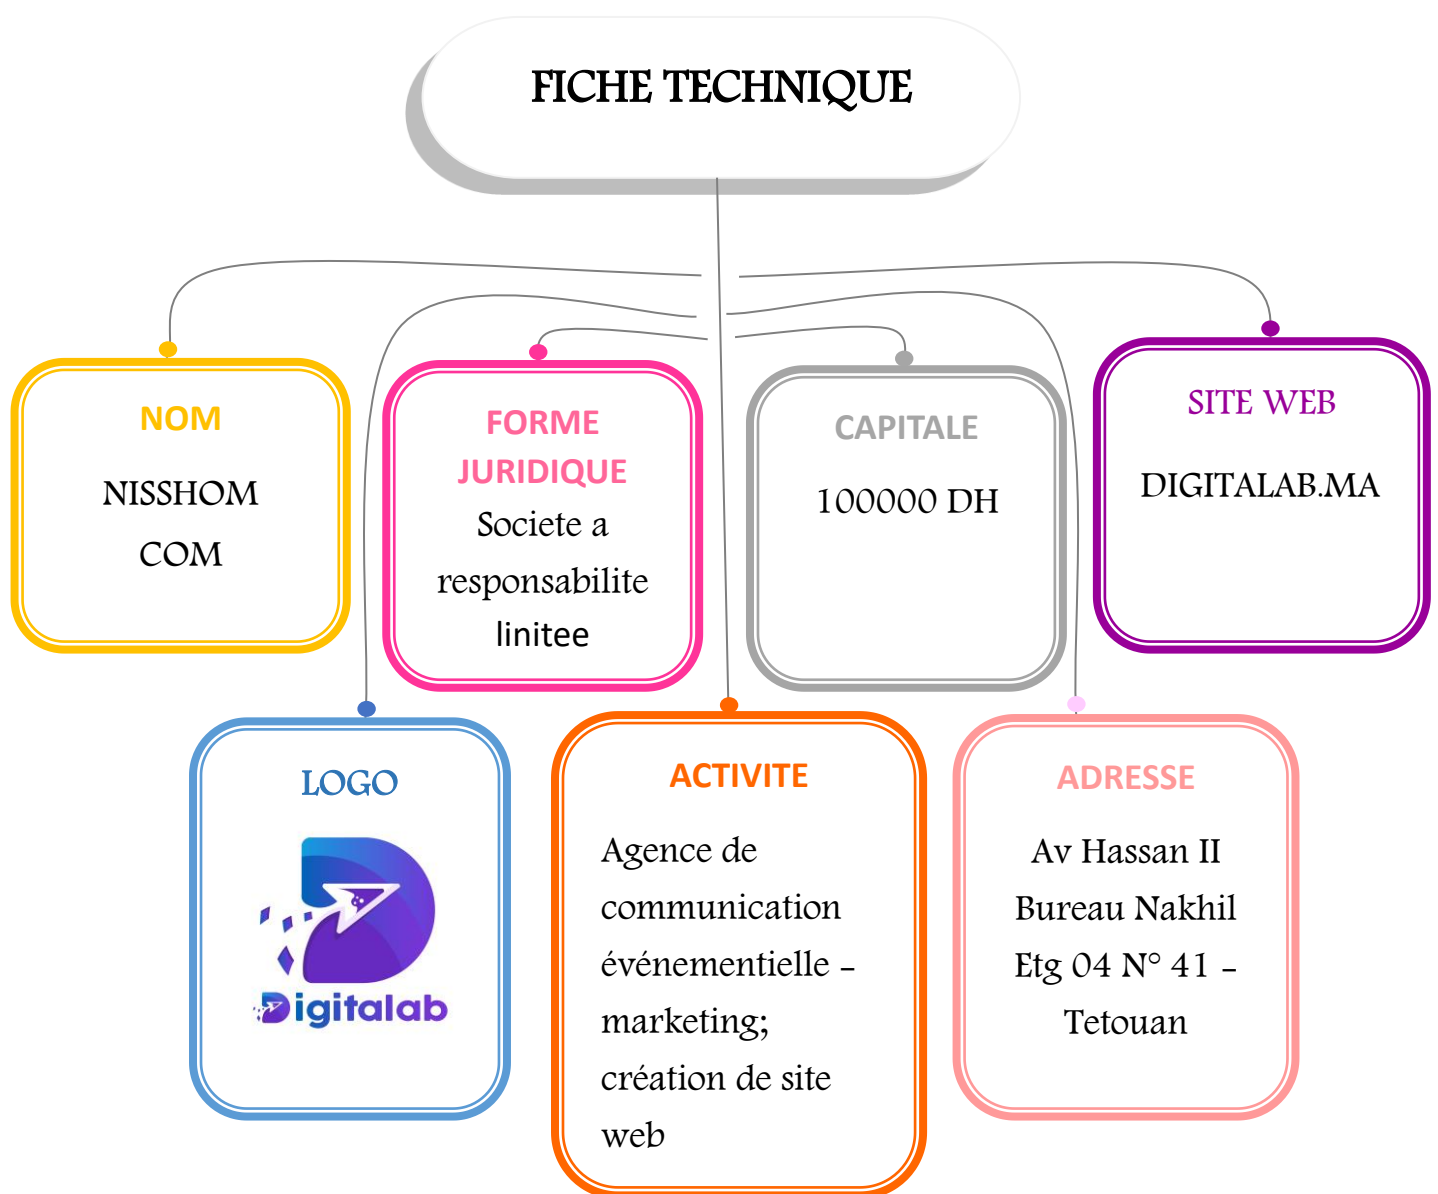 FICHE TECHNIQUE
NOM
NISSHOM
COM
FORME
JURIDIQUE
Societe a
responsabilite
linitee
CAPITALE
100000 DH
SITE WEB
DIGITALAB.MA
LOGO
Digitalab
ACTIVITE
Agence de
communication
événementielle –
marketing;
création de site
web
ADRESSE
Av Hassan II
Bureau Nakhil
Etg 04 N° 41 –
Tetouan